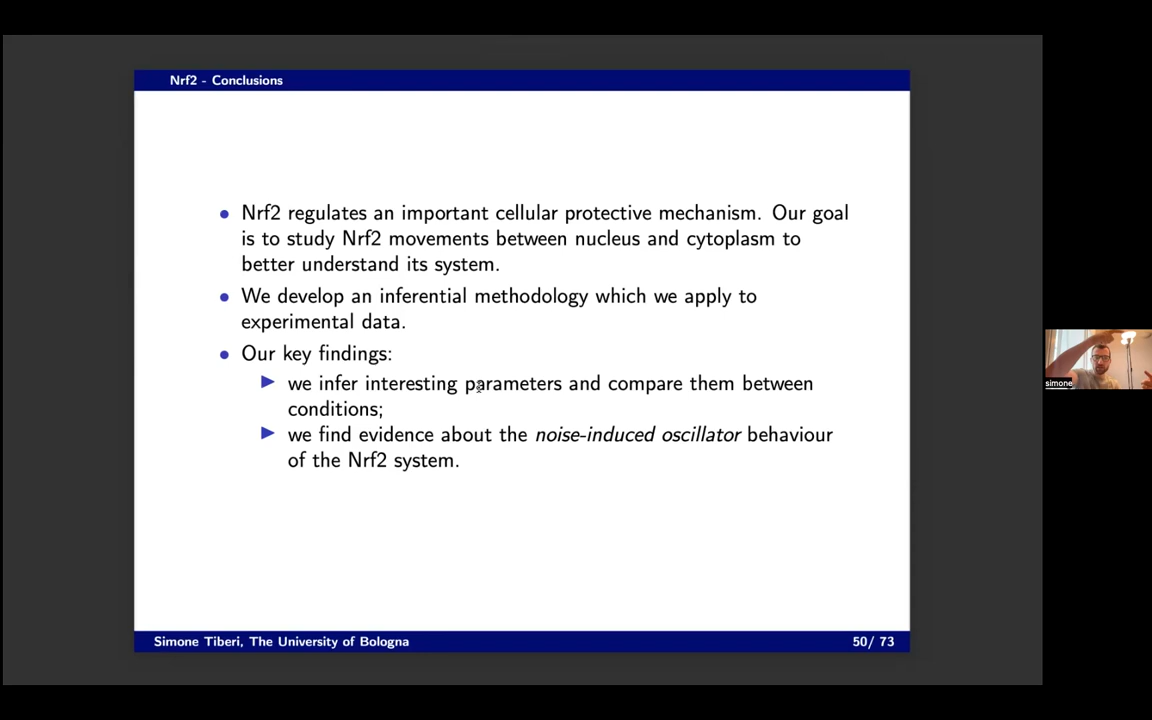 Nrf2 - Conclusions
• Nrf2 regulates an important cellular protective mechanism. Our goal
is to study Nrf2 movements between nucleus and cytoplasm to
better understand its system.
• We develop an inferential methodology which we apply to
experimental data.
• Our key findings:
▶ we infer interesting parameters and compare them between
conditions;
▶ we find evidence about the noise-induced oscillator behaviour
of the Nrf2 system.
simone
Simone Tiberi, The University of Bologna
50/ 73